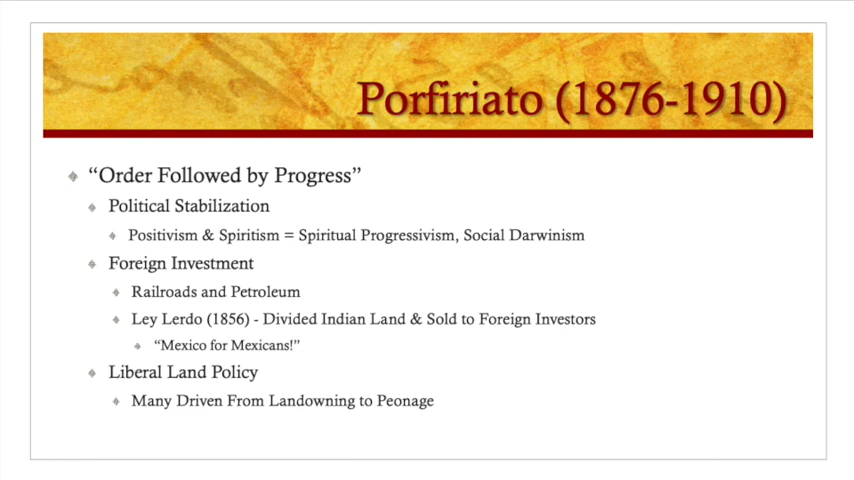 Porfiriato (1876-1910)
“Order Followed by Progress”
Political Stabilization
Positivism & Spiritism = Spiritual Progressivism, Social Darwinism
Foreign Investment
Railroads and Petroleum
Ley Lerdo (1856) - Divided Indian Land & Sold to Foreign Investors
“Mexico for Mexicans!”
Liberal Land Policy
Many Driven From Landowning to Peonage